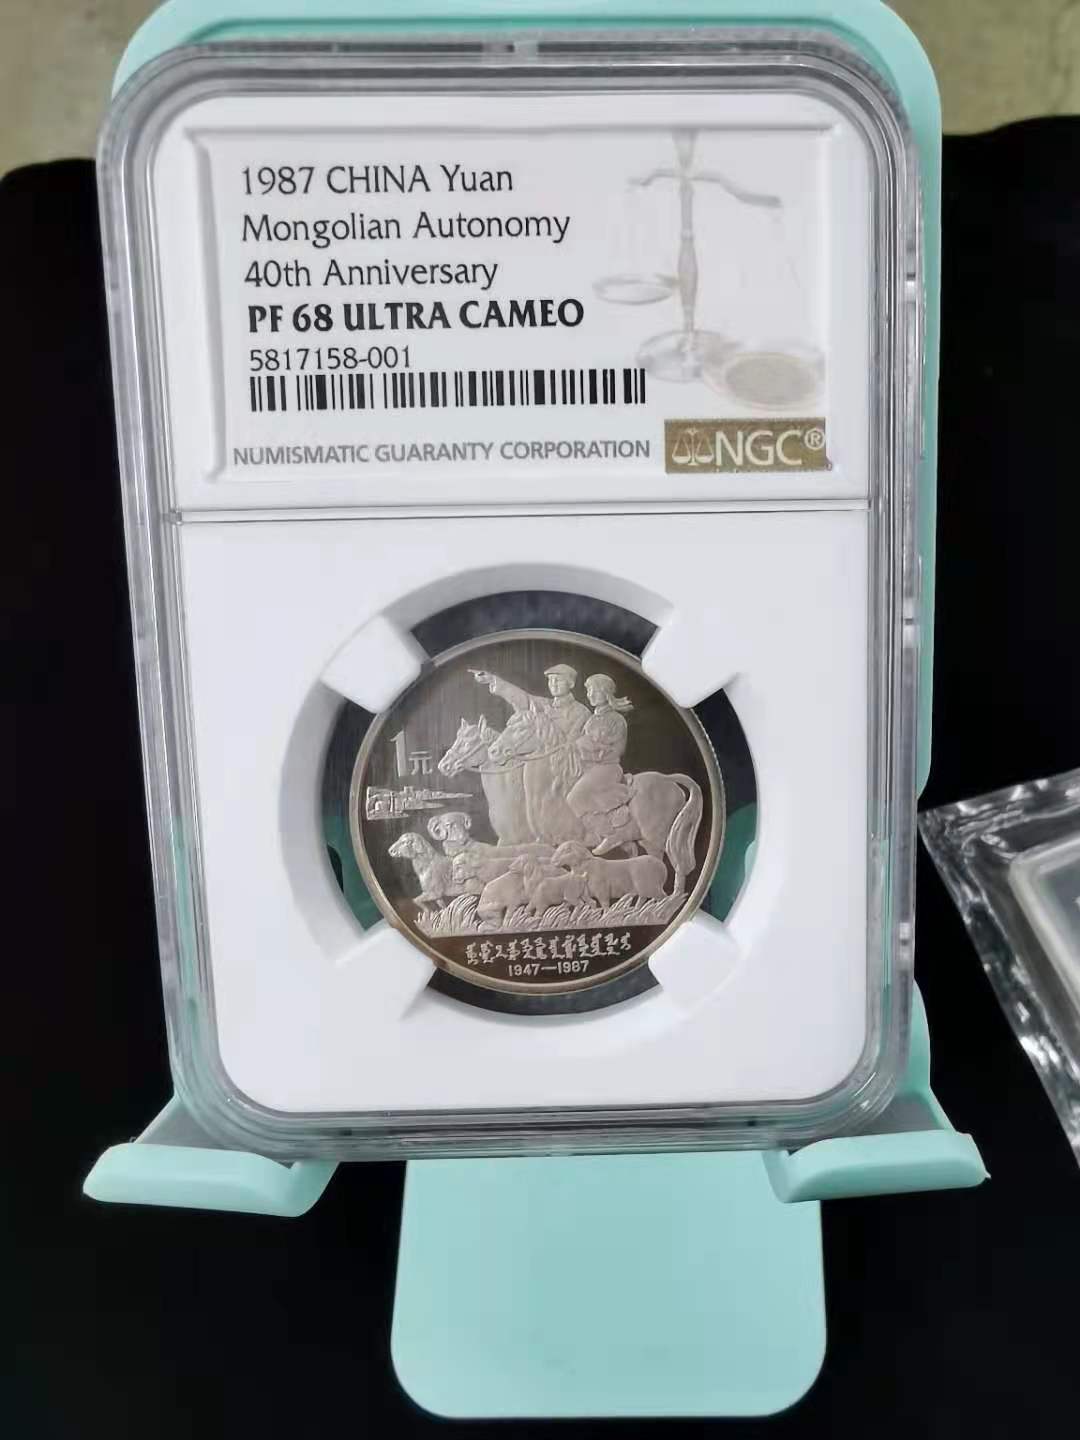 1987 CHINA Yuan
Mongolian Autonomy
40th Anniversary
PF 68 ULTRA CAMEO
5817158-001
NUMISMATIC GUARANTY CORPORATION
NGC®
1元
1947—1987